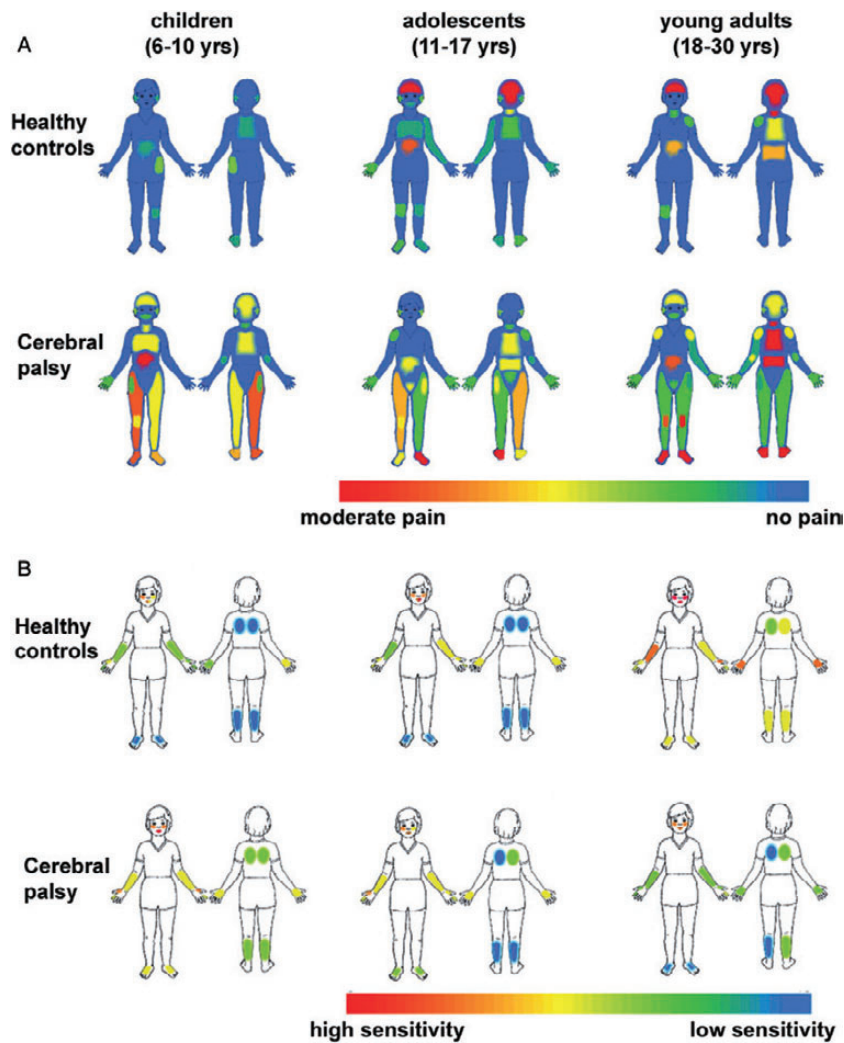 children
(6-10 yrs)
adolescents
(11-17 yrs)
young adults
(18-30 yrs)
A
Healthy
controls
Cerebral
palsy
moderate pain
no pain
B
Healthy
controls
Cerebral
palsy
high sensitivity
low sensitivity